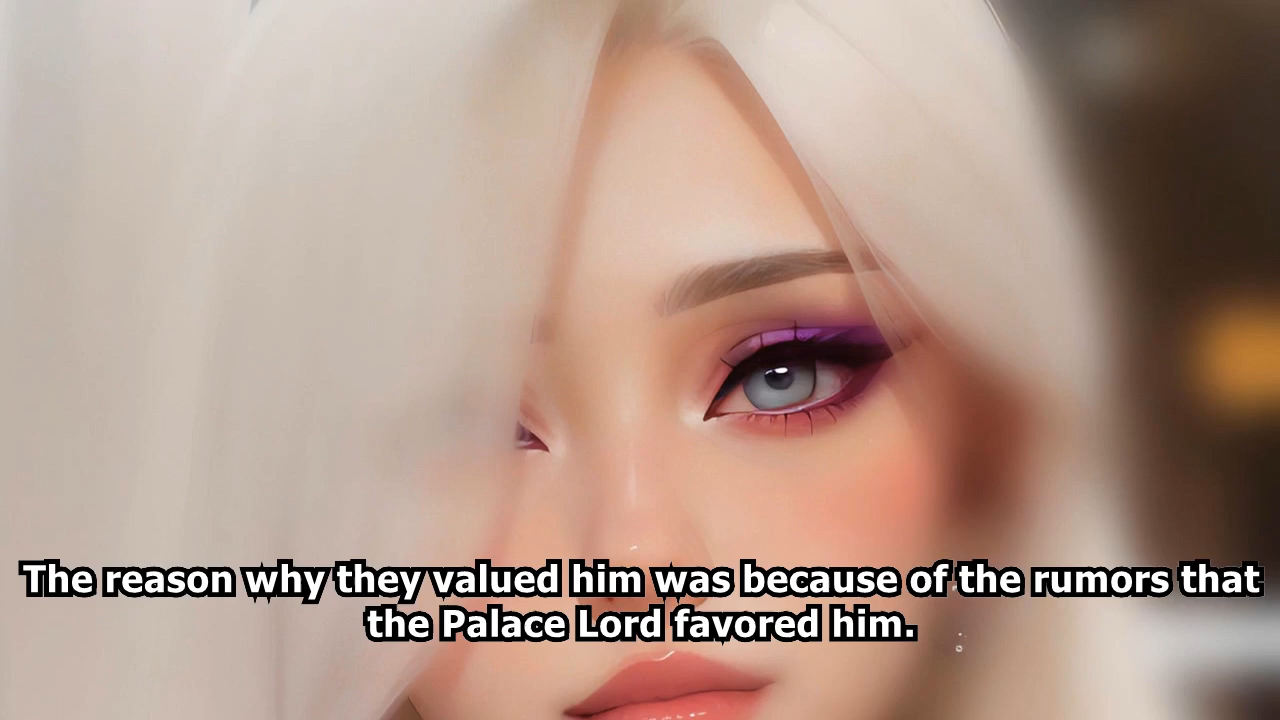 The reason why they valued him was because of the rumors that
the Palace Lord favored him.